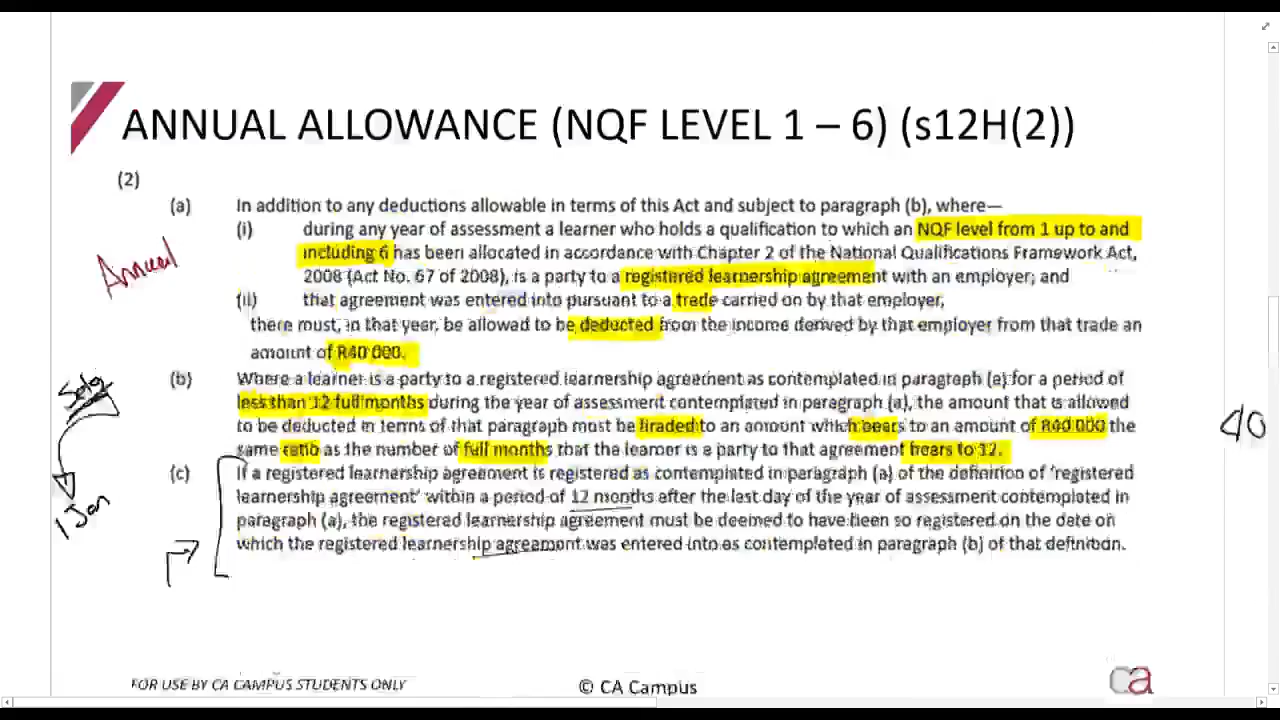 ANNUAL ALLOWANCE (NQF LEVEL 1 – 6) (s12H(2))
(2)
(a) In addition to any deductions allowable in terms of this Act and subject to paragraph (b), where—
(i) during any year of assessment a learner who holds a qualification to which an NQF level from 1 up to and
including 6 has been allocated in accordance with Chapter 2 of the National Qualifications Framework Act,
2008 (Act No. 67 of 2008), is a party to a registered learnership agreement with an employer; and
(ii) that agreement was entered into pursuant to a trade carried on by that employer,
there must, in that year, be allowed to be deducted from the income derived by that employer from that trade an
amount of R40 000.
Annual
(b) Where a learner is a party to a registered learnership agreement as contemplated in paragraph (a) for a period of
less than 12 full months during the year of assessment contemplated in paragraph (a), the amount that is allowed
to be deducted in terms of that paragraph must be limited to an amount which bears to an amount of R40 000 the
same ratio as the number of full months that the learner is a party to that agreement bears to 12.
(c) If a registered learnership agreement is registered as contemplated in paragraph (a) of the definition of 'registered
learnership agreement' within a period of 12 months after the last day of the year of assessment contemplated in
paragraph (a), the registered learnership agreement must be deemed to have been so registered on the date on
which the registered learnership agreement was entered into as contemplated in paragraph (b) of that definition.
1 Jan
40
FOR USE BY CA CAMPUS STUDENTS ONLY
© CA Campus
ca